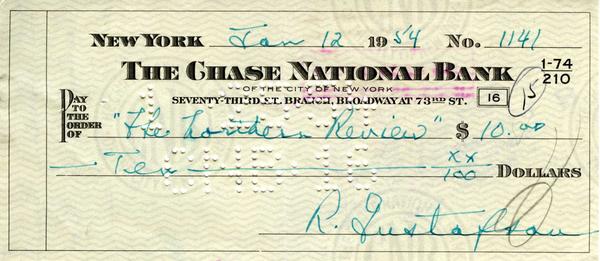 NEW YORK Jan 12 1954 No. 1141
THE CHASE NATIONAL BANK 1-74
OF THE CITY OF NEW YORK 210
SEVENTY-THIRD ST. BRANCH, BROADWAY AT 73RD ST. 16 15
PAY TO THE ORDER OF "The Northern Review" $ 10.00
Ten xx/100 DOLLARS
R. Gustafson